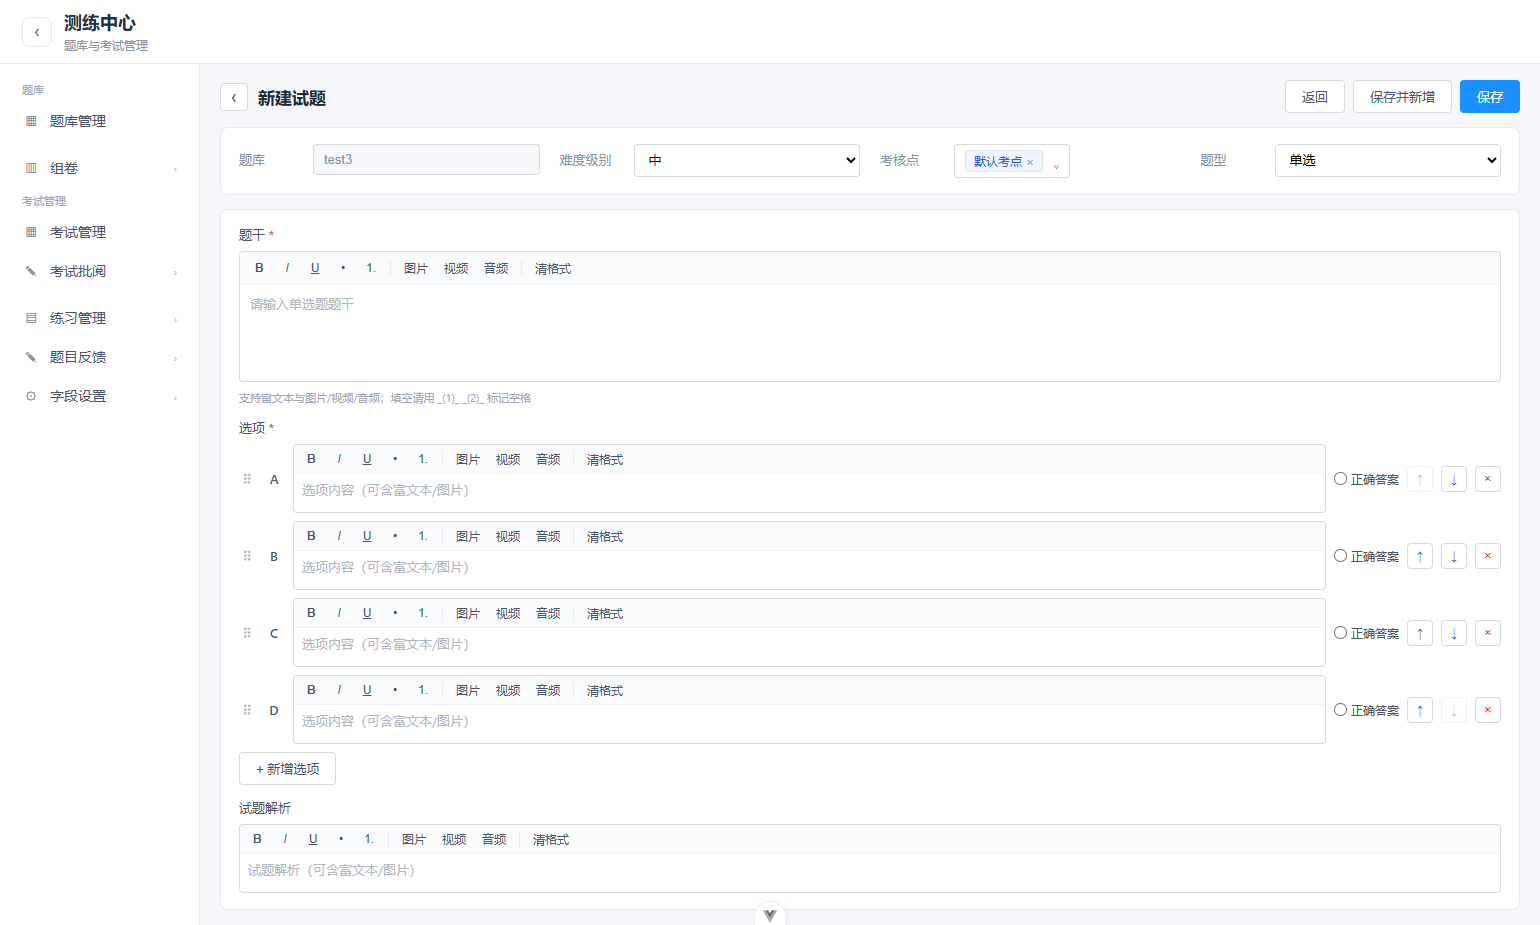 测练中心
题库与考试管理
题库
题库管理
组卷
考试管理
考试管理
考试批阅
练习管理
题目反馈
字段设置
新建试题
返回 保存并新增 保存
题库 test3 难度级别 中 考核点 默认考点 × 题型 单选
题干 *
B I U • 1. 图片 视频 音频 清格式
请输入单选题题干
支持富文本与图片/视频/音频；填空请用 _(1)_ _(2)_ 标记空格
选项 *
B I U • 1. 图片 视频 音频 清格式
A 选项内容（可含富文本/图片） 正确答案 ↑ ↓ ×
B I U • 1. 图片 视频 音频 清格式
B 选项内容（可含富文本/图片） 正确答案 ↑ ↓ ×
B I U • 1. 图片 视频 音频 清格式
C 选项内容（可含富文本/图片） 正确答案 ↑ ↓ ×
B I U • 1. 图片 视频 音频 清格式
D 选项内容（可含富文本/图片） 正确答案 ↑ ↓ ×
+ 新增选项
试题解析
B I U • 1. 图片 视频 音频 清格式
试题解析（可含富文本/图片）